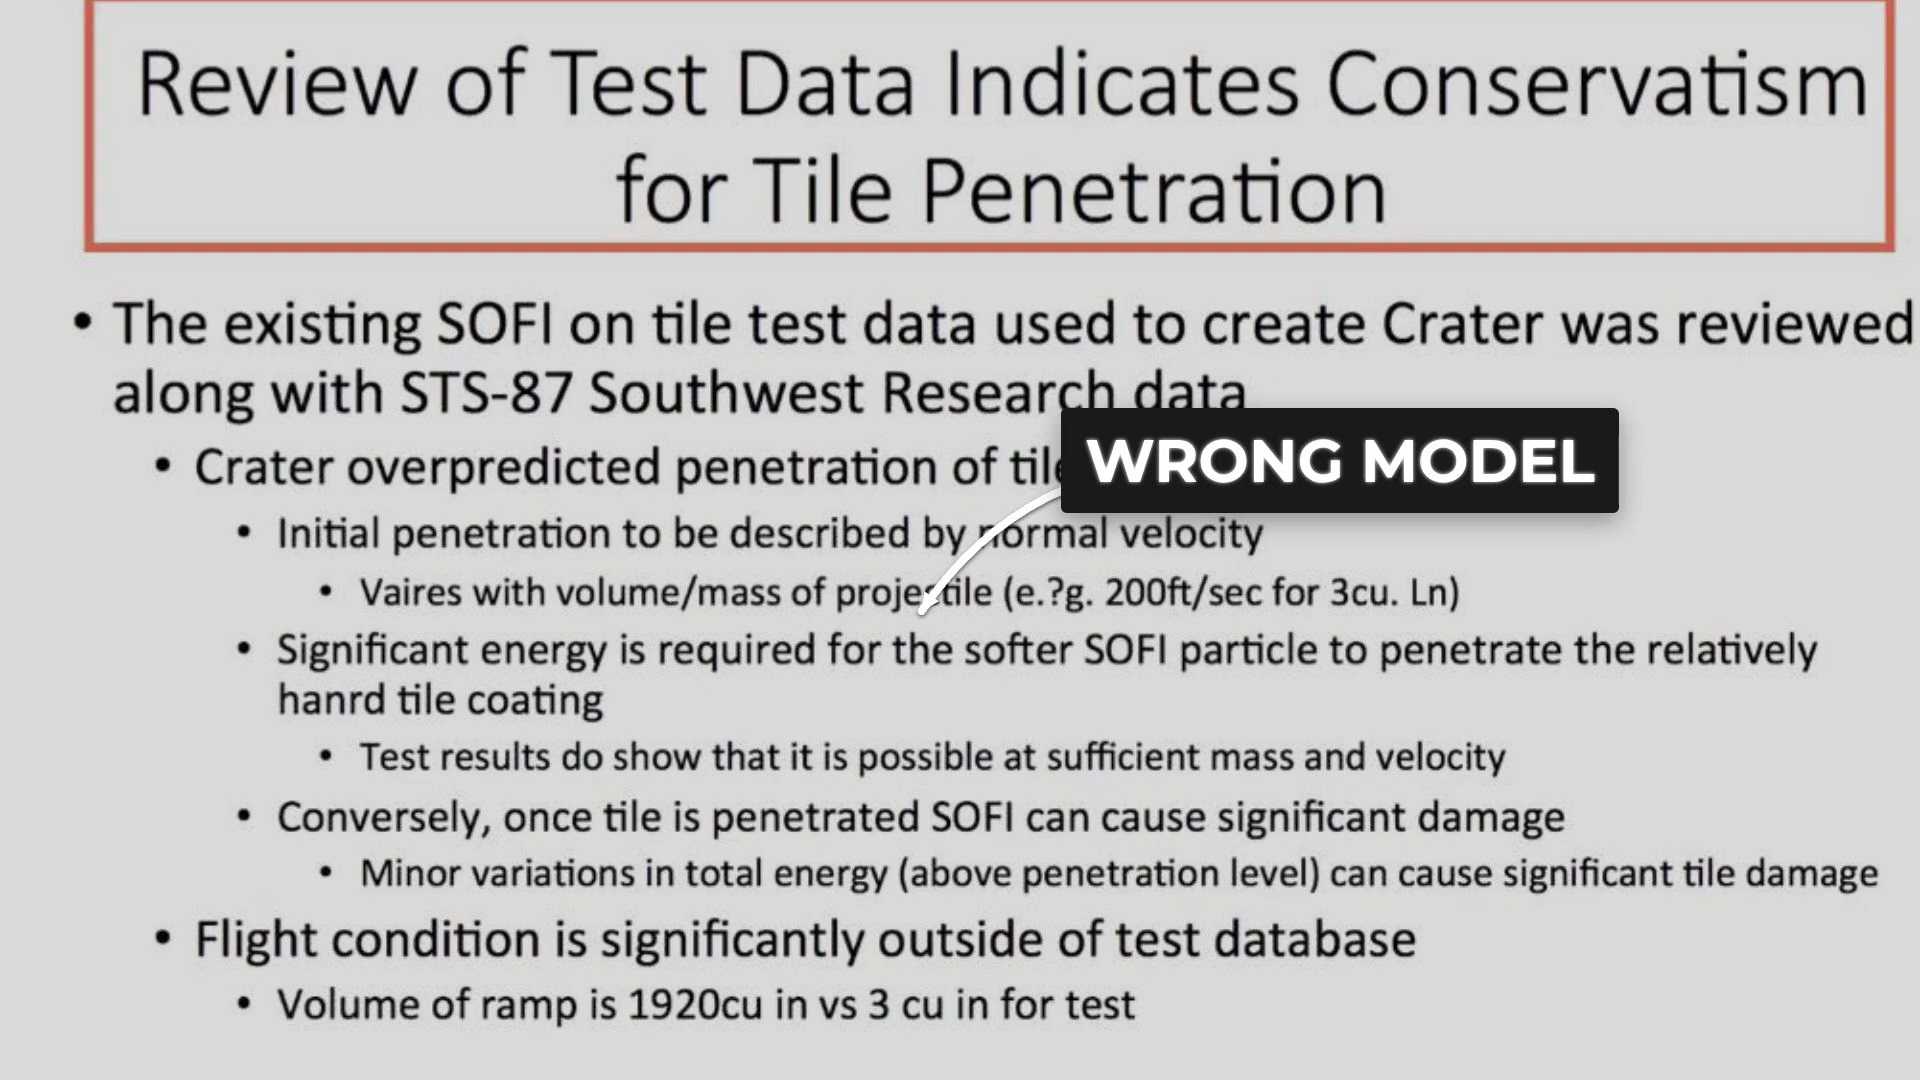 Review of Test Data Indicates Conservatism
for Tile Penetration
• The existing SOFI on tile test data used to create Crater was reviewed
along with STS-87 Southwest Research data
• Crater overpredicted penetration of
WRONG MODEL
• Initial penetration to be described by normal velocity
• Vaires with volume/mass of projectile (e.?g. 200ft/sec for 3cu. Ln)
• Significant energy is required for the softer SOFI particle to penetrate the relatively
hanrd tile coating
• Test results do show that it is possible at sufficient mass and velocity
• Conversely, once tile is penetrated SOFI can cause significant damage
• Minor variations in total energy (above penetration level) can cause significant tile damage
• Flight condition is significantly outside of test database
• Volume of ramp is 1920cu in vs 3 cu in for test